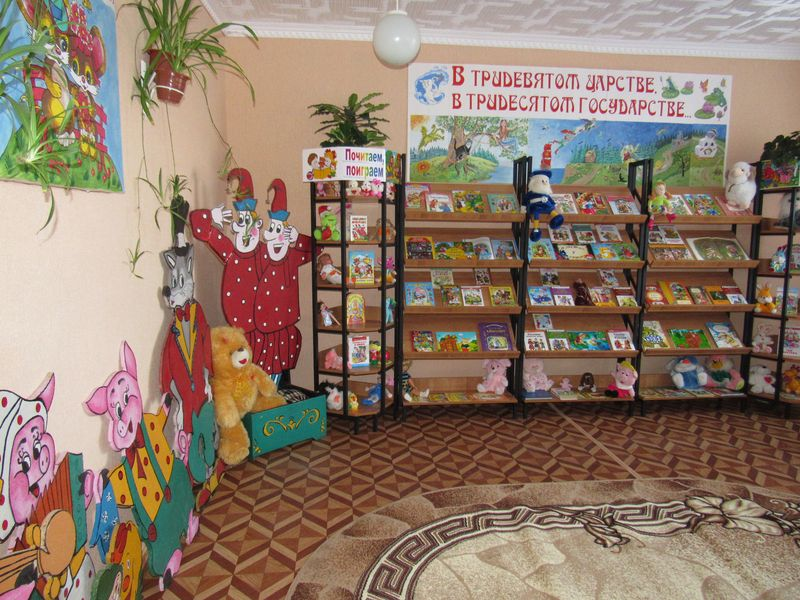 В ТРИДЕВЯТОМ ЦАРСТВЕ,
В ТРИДЕСЯТОМ ГОСУДАРСТВЕ...
Почитаем,
поиграем